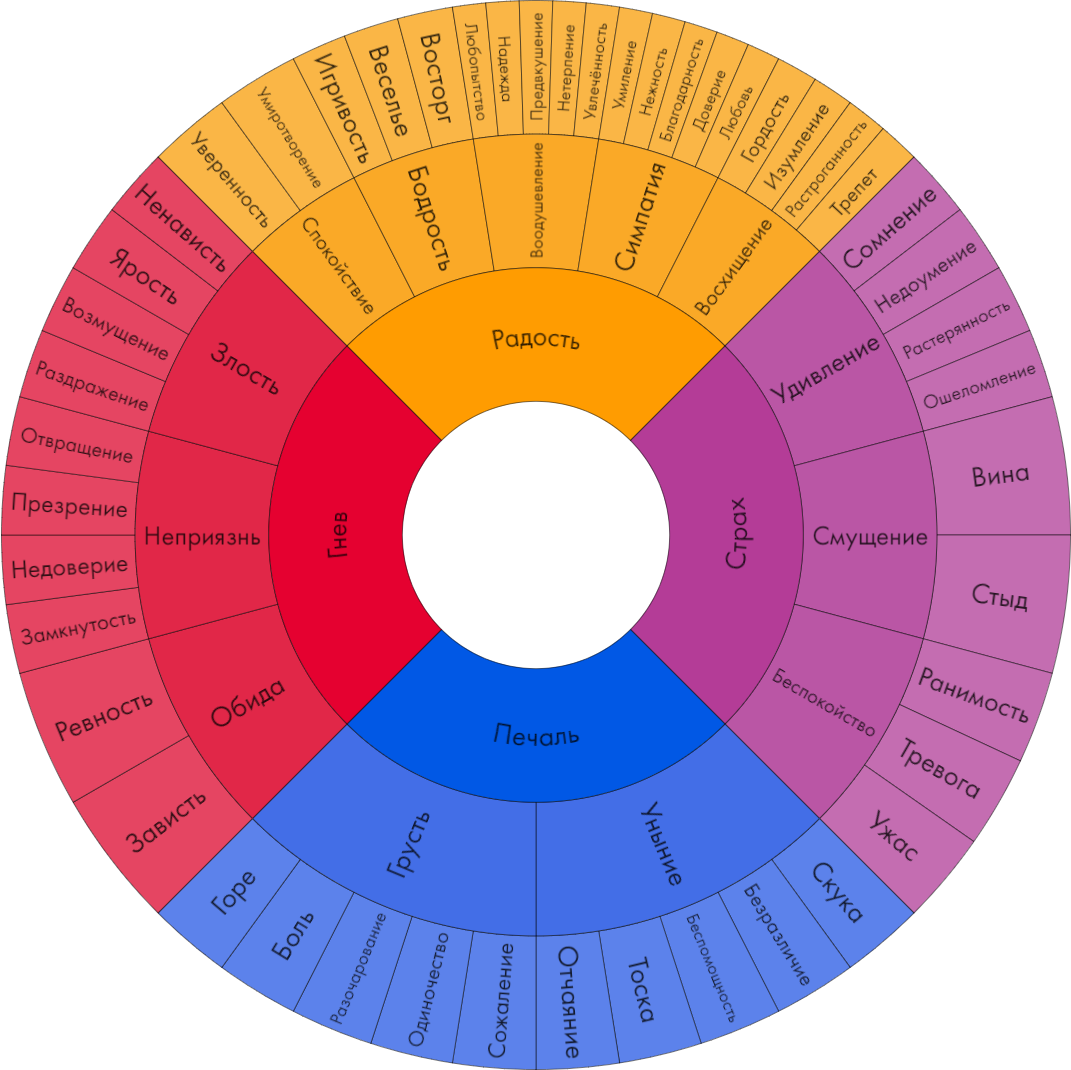 Радость
Спокойствие
Уверенность
Умиротворение
Бодрость
Игривость
Веселье
Восторг
Воодушевление
Любопытство
Надежда
Предвкушение
Нетерпение
Увлечённость
Симпатия
Умиление
Нежность
Благодарность
Доверие
Любовь
Восхищение
Гордость
Изумление
Растроганность
Трепет
Страх
Удивление
Сомнение
Недоумение
Растерянность
Ошеломление
Смущение
Вина
Стыд
Беспокойство
Ранимость
Тревога
Ужас
Печаль
Уныние
Скука
Безразличие
Беспомощность
Тоска
Отчаяние
Грусть
Сожаление
Одиночество
Разочарование
Боль
Горе
Гнев
Обида
Зависть
Ревность
Неприязнь
Замкнутость
Недоверие
Презрение
Отвращение
Злость
Раздражение
Возмущение
Ярость
Ненависть